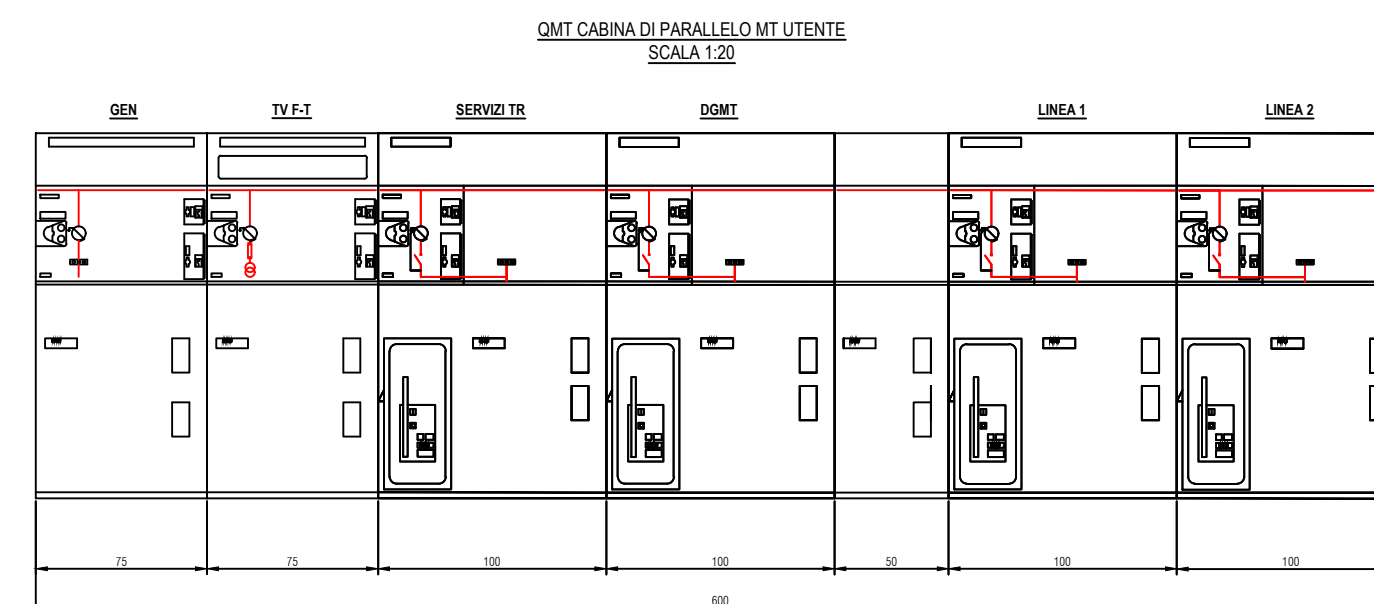 QMT CABINA DI PARALLELO MT UTENTE
SCALA 1:20
GEN TV F-T SERVIZI TR DGMT LINEA 1 LINEA 2
75 75 100 100 50 100 100
600